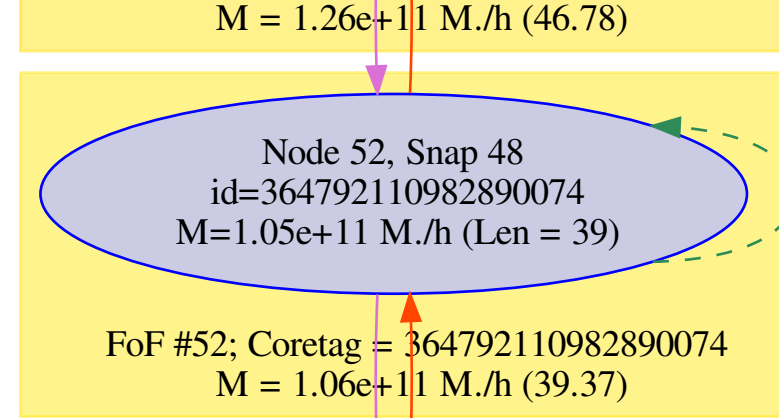 M = 1.26e+11 M./h (46.78)
Node 52, Snap 48
id=364792110982890074
M=1.05e+11 M./h (Len = 39)
FoF #52; Coretag = 364792110982890074
M = 1.06e+11 M./h (39.37)